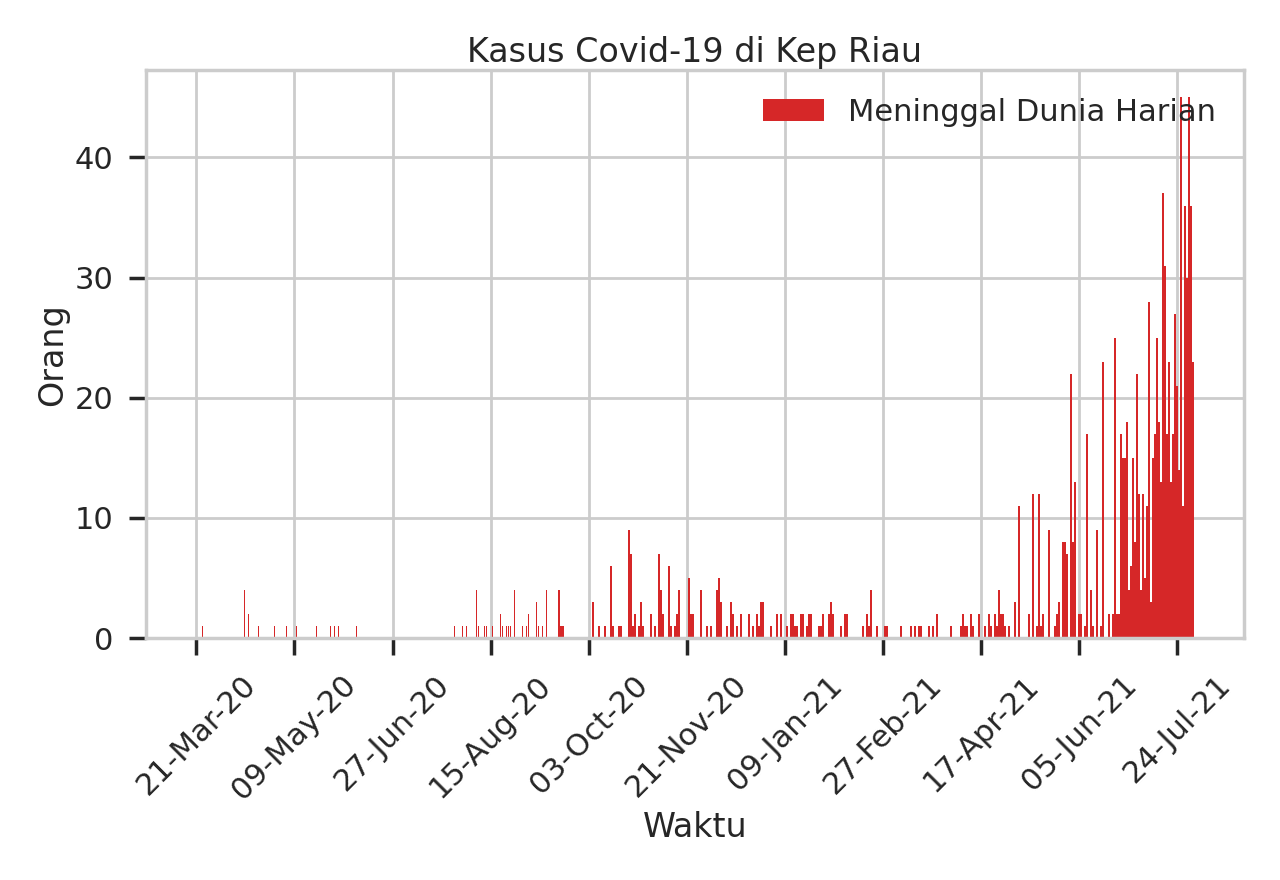 Kasus Covid-19 di Kep Riau
Meninggal Dunia Harian
40
30
20
10
0
Orang
21-Mar-20
09-May-20
27-Jun-20
15-Aug-20
03-Oct-20
21-Nov-20
09-Jan-21
27-Feb-21
17-Apr-21
05-Jun-21
24-Jul-21
Waktu